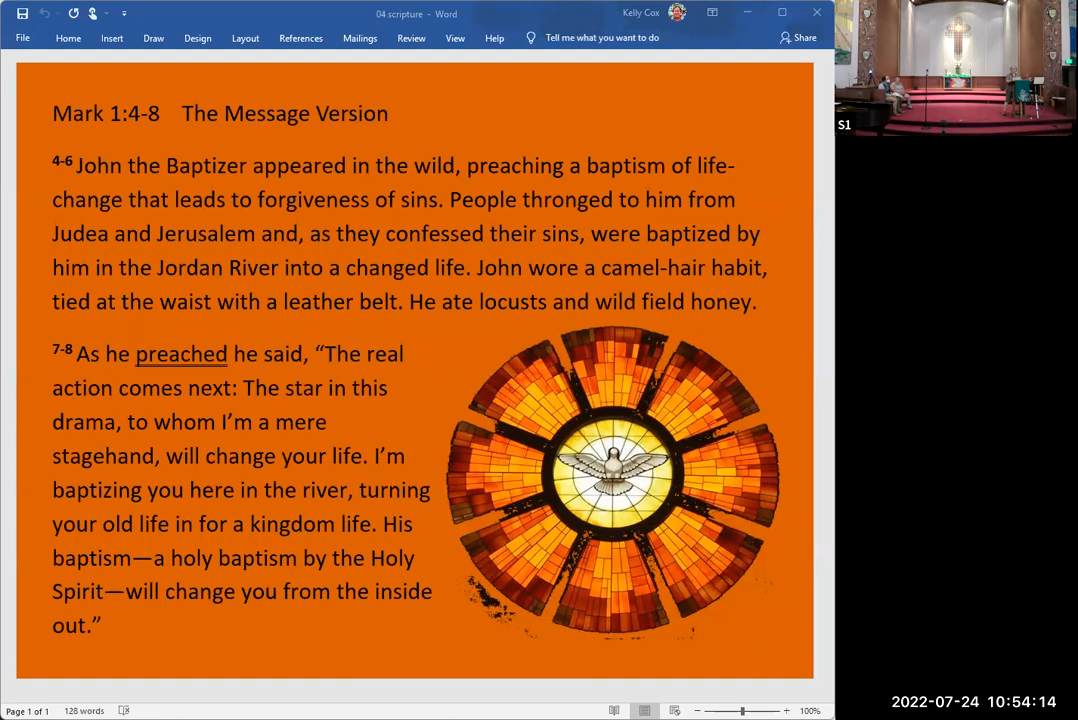 04 scripture - Word
Kelly Cox
File Home Insert Draw Design Layout References Mailings Review View Help Tell me what you want to do Share
Mark 1:4-8 The Message Version
4-6 John the Baptizer appeared in the wild, preaching a baptism of life-
change that leads to forgiveness of sins. People thronged to him from
Judea and Jerusalem and, as they confessed their sins, were baptized by
him in the Jordan River into a changed life. John wore a camel-hair habit,
tied at the waist with a leather belt. He ate locusts and wild field honey.
7-8 As he preached he said, “The real
action comes next: The star in this
drama, to whom I’m a mere
stagehand, will change your life. I’m
baptizing you here in the river, turning
your old life in for a kingdom life. His
baptism—a holy baptism by the Holy
Spirit—will change you from the inside
out.”
S1
Page 1 of 1 128 words
100%
2022-07-24 10:54:14